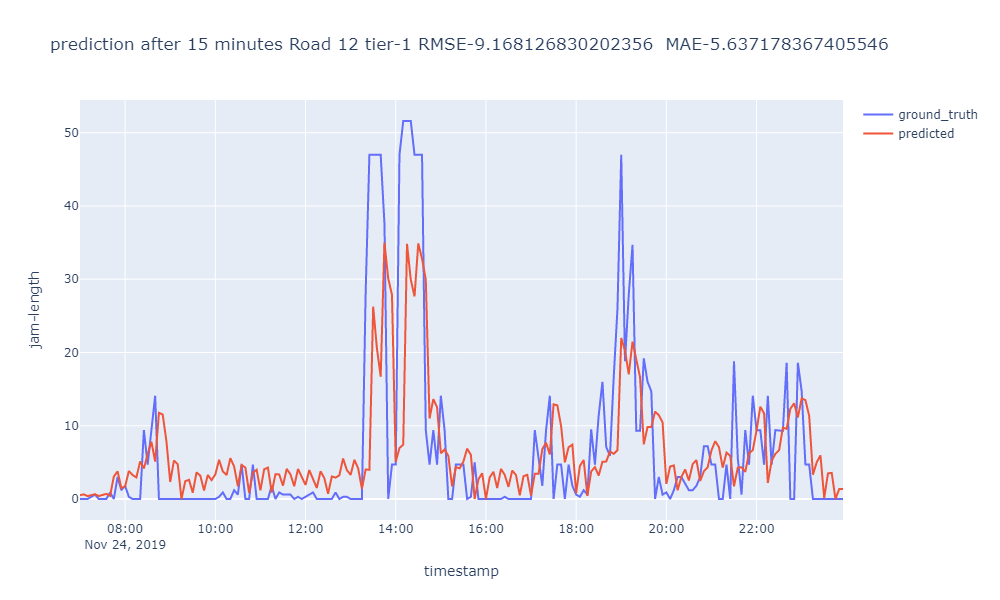 prediction after 15 minutes Road 12 tier-1 RMSE-9.168126830202356  MAE-5.637178367405546
ground_truth
predicted
50
40
30
20
10
0
jam-length
08:00 10:00 12:00 14:00 16:00 18:00 20:00 22:00
Nov 24, 2019
timestamp